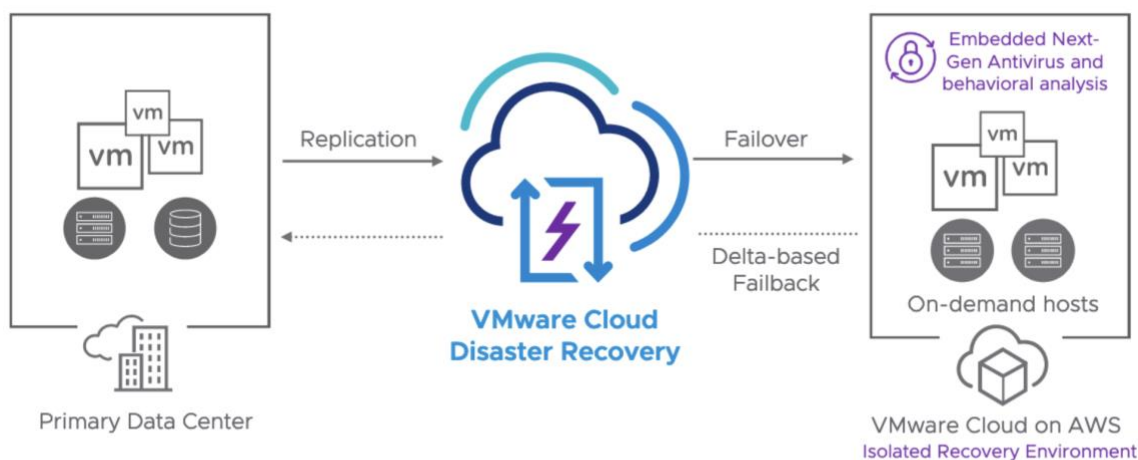 vm
vm
vm
Primary Data Center
Replication
VMware Cloud
Disaster Recovery
Failover
Delta-based
Failback
Embedded Next-
Gen Antivirus and
behavioral analysis
vm
vm
vm
On-demand hosts
VMware Cloud on AWS
Isolated Recovery Environment